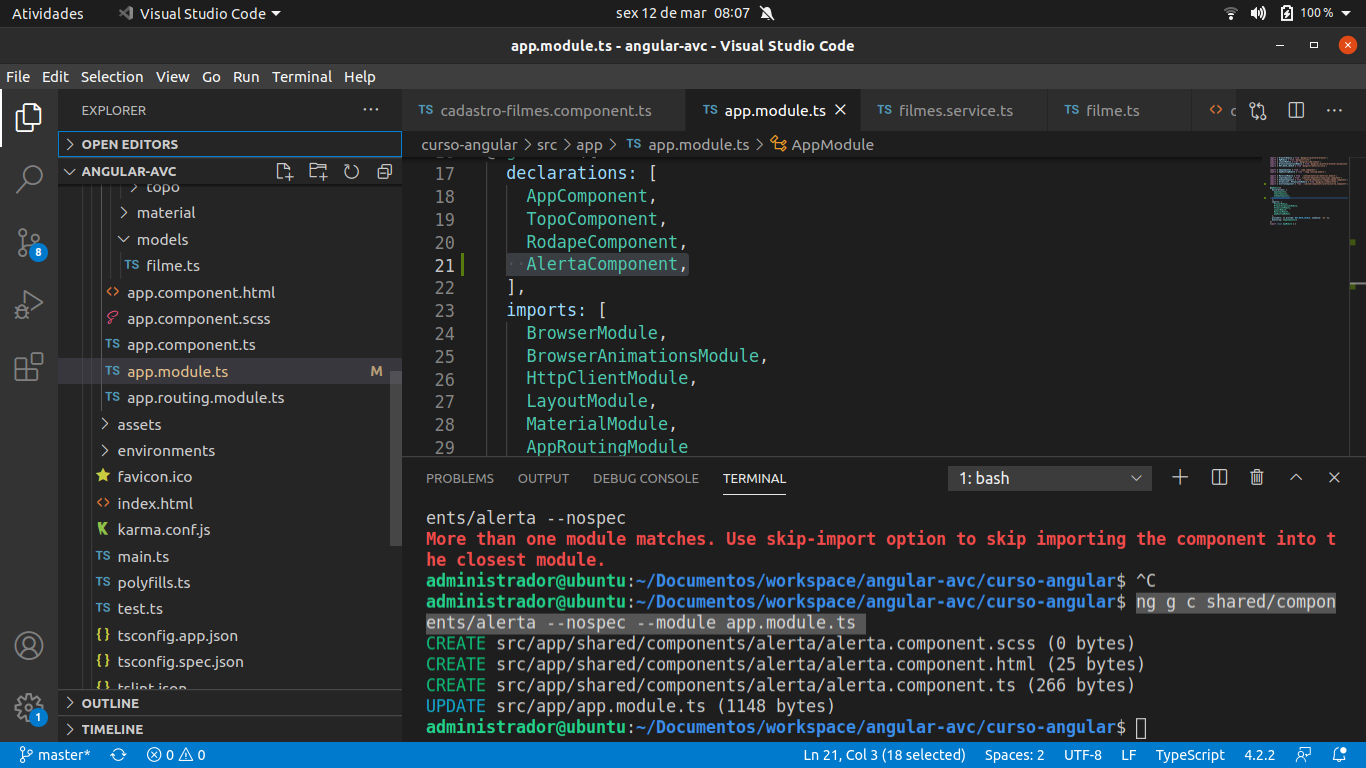 Atividades
Visual Studio Code
sex 12 de mar 08:07
100 %
app.module.ts - angular-avc - Visual Studio Code
File Edit Selection View Go Run Terminal Help
EXPLORER
cadastro-filmes.component.ts
TS app.module.ts
TS filmes.service.ts
TS filme.ts
OPEN EDITORS
ANGULAR-AVC
topo
material
models
TS filme.ts
app.component.html
app.component.scss
TS app.component.ts
TS app.module.ts M
TS app.routing.module.ts
assets
environments
favicon.ico
index.html
karma.conf.js
TS main.ts
TS polyfills.ts
TS test.ts
{} tsconfig.app.json
{} tsconfig.spec.json
{} tslint.json
OUTLINE
TIMELINE
8
1
curso-angular > src > app > TS app.module.ts > AppModule
17 declarations: [
18 AppComponent,
19 TopoComponent,
20 RodapeComponent,
21 AlertaComponent,
22 ],
23 imports: [
24 BrowserModule,
25 BrowserAnimationsModule,
26 HttpClientModule,
27 LayoutModule,
28 MaterialModule,
29 AppRoutingModule
PROBLEMS OUTPUT DEBUG CONSOLE TERMINAL
1: bash
ents/alerta --nospec
More than one module matches. Use skip-import option to skip importing the component into t
he closest module.
administrador@ubuntu:~/Documentos/workspace/angular-avc/curso-angular$ ^C
administrador@ubuntu:~/Documentos/workspace/angular-avc/curso-angular$ ng g c shared/compon
ents/alerta --nospec --module app.module.ts
CREATE src/app/shared/components/alerta/alerta.component.scss (0 bytes)
CREATE src/app/shared/components/alerta/alerta.component.html (25 bytes)
CREATE src/app/shared/components/alerta/alerta.component.ts (266 bytes)
UPDATE src/app/app.module.ts (1148 bytes)
administrador@ubuntu:~/Documentos/workspace/angular-avc/curso-angular$
master* 0 0 Ln 21, Col 3 (18 selected) Spaces: 2 UTF-8 LF TypeScript 4.2.2